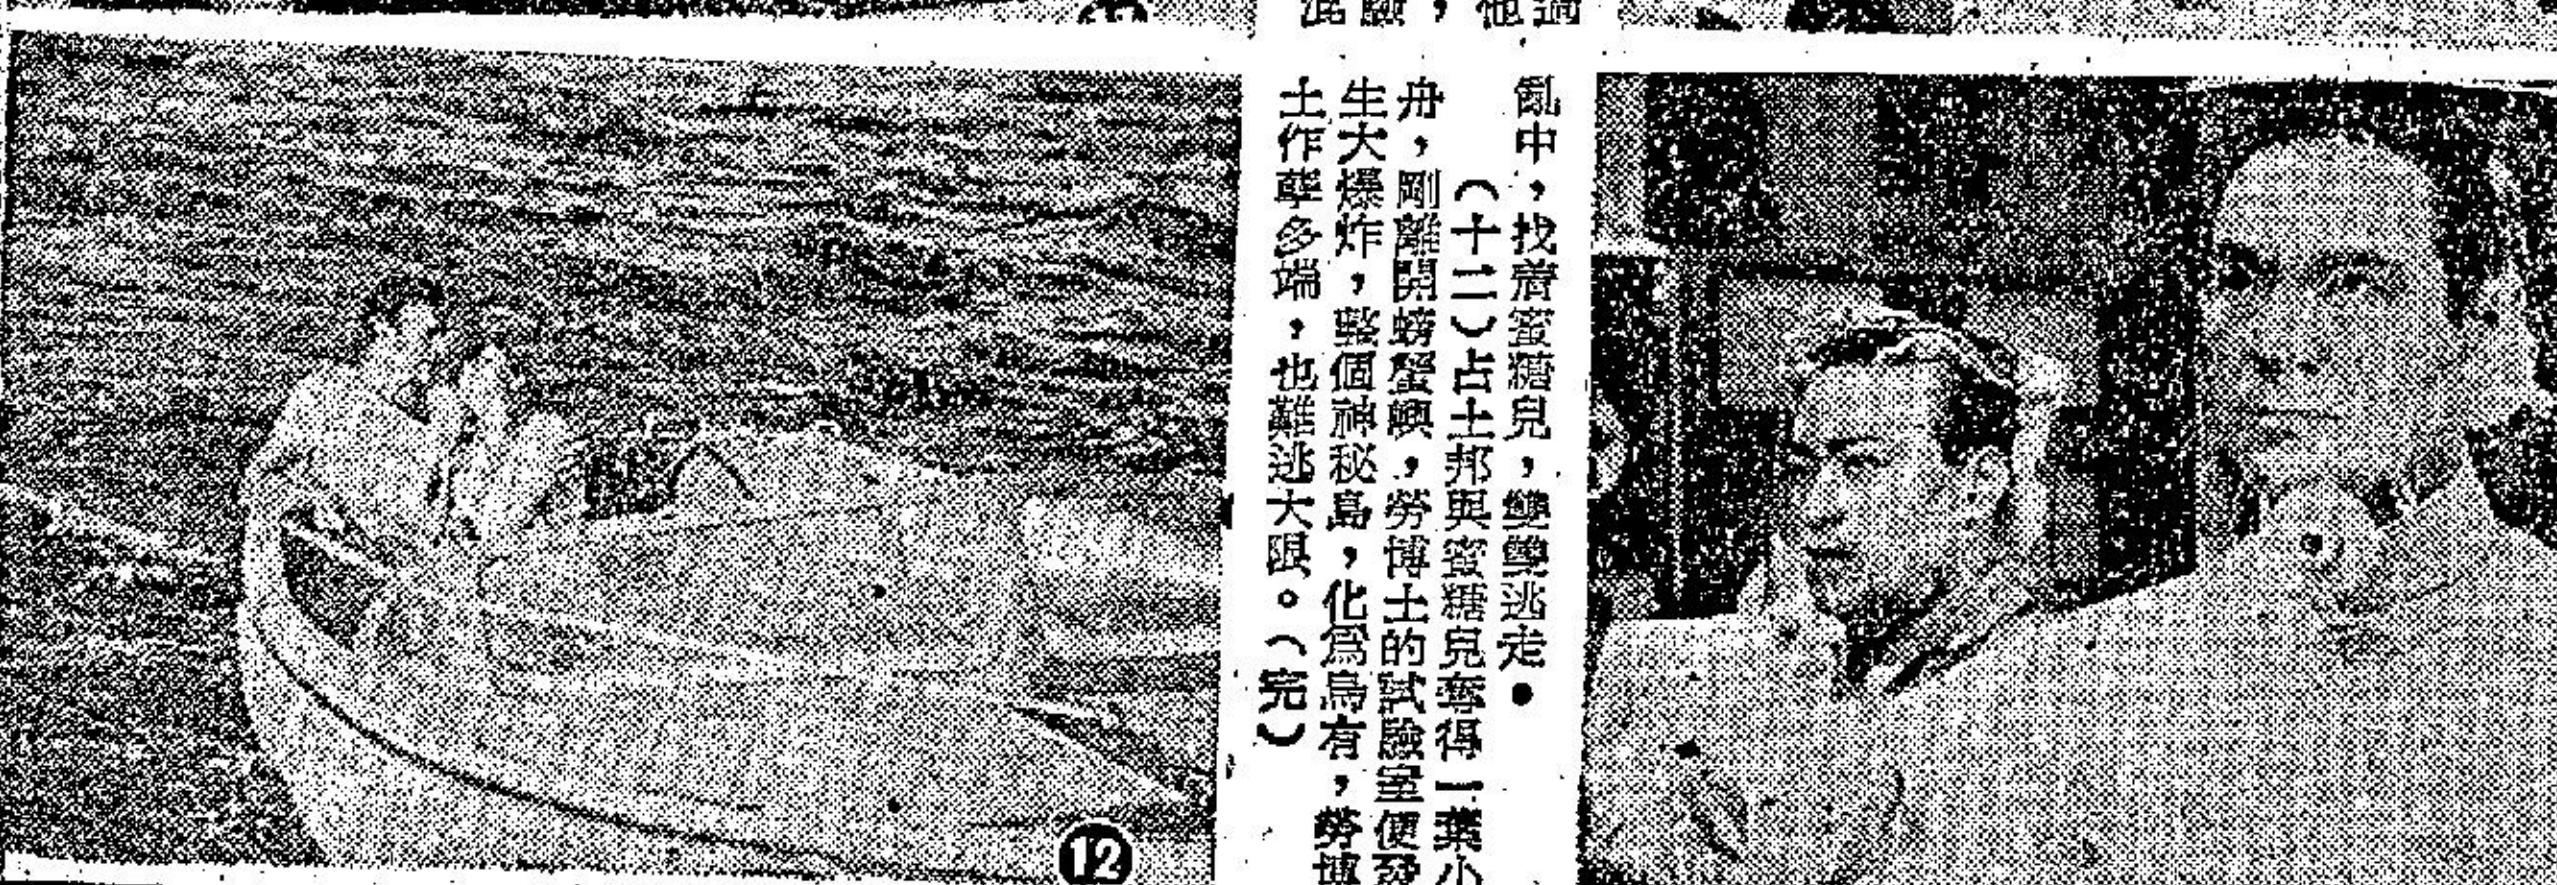 亂中，找着蜜糖兒，雙雙逃走●
（十二）占士邦與蜜糖兒奪得一葉小
舟，剛離開螃蟹嶼，勞博士的試驗室便發
生大爆炸，整個神秘島，化爲烏有，勞博
士作孽多端，也難逃大限。（完）
12